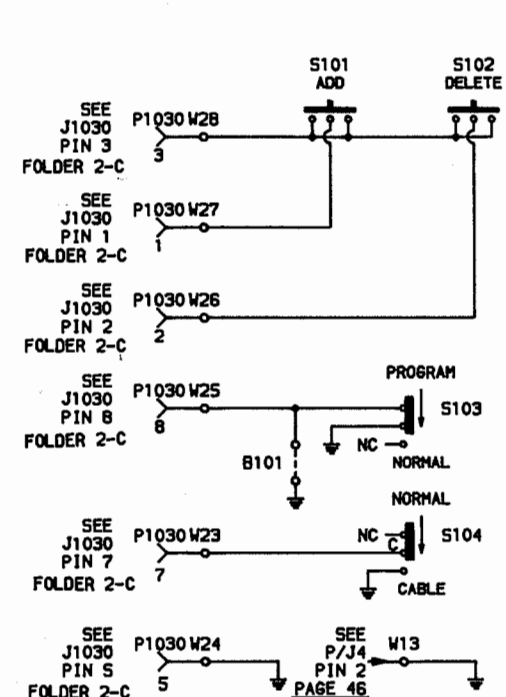 S101
ADD
S102
DELETE
SEE
J1030
PIN 3
FOLDER 2-C
P1030 W28
3
SEE
J1030
PIN 1
FOLDER 2-C
P1030 W27
1
SEE
J1030
PIN 2
FOLDER 2-C
P1030 W26
2
SEE
J1030
PIN 8
FOLDER 2-C
P1030 W25
8
PROGRAM
S103
NC
NORMAL
B101
NORMAL
SEE
J1030
PIN 7
FOLDER 2-C
P1030 W23
7
NC
C
S104
CABLE
SEE
J1030
PIN 5
FOLDER 2-C
P1030 W24
5
SEE
P/J4
PIN 2
PAGE 46
W13